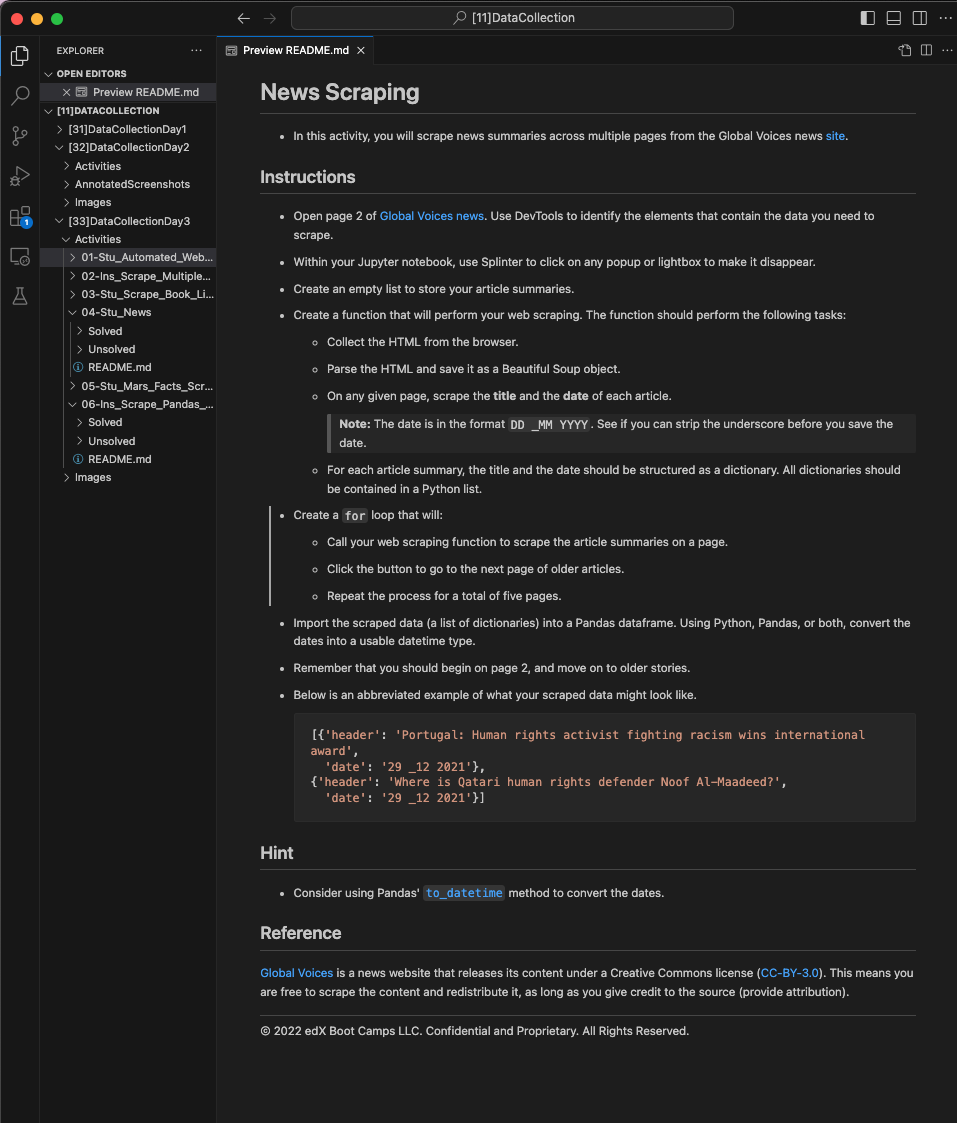 [11]DataCollection
EXPLORER
Preview README.md
OPEN EDITORS
Preview README.md
[11]DATACOLLECTION
[31]DataCollectionDay1
[32]DataCollectionDay2
Activities
AnnotatedScreenshots
Images
[33]DataCollectionDay3
Activities
01-Stu_Automated_Web...
02-Ins_Scrape_Multiple...
03-Stu_Scrape_Book_Li...
04-Stu_News
Solved
Unsolved
README.md
05-Stu_Mars_Facts_Scr...
06-Ins_Scrape_Pandas_...
Solved
Unsolved
README.md
Images
1
News Scraping
• In this activity, you will scrape news summaries across multiple pages from the Global Voices news site.
Instructions
• Open page 2 of Global Voices news. Use DevTools to identify the elements that contain the data you need to
scrape.
• Within your Jupyter notebook, use Splinter to click on any popup or lightbox to make it disappear.
• Create an empty list to store your article summaries.
• Create a function that will perform your web scraping. The function should perform the following tasks:
◦ Collect the HTML from the browser.
◦ Parse the HTML and save it as a Beautiful Soup object.
◦ On any given page, scrape the title and the date of each article.
Note: The date is in the format DD _MM YYYY. See if you can strip the underscore before you save the
date.
◦ For each article summary, the title and the date should be structured as a dictionary. All dictionaries should
be contained in a Python list.
• Create a for loop that will:
◦ Call your web scraping function to scrape the article summaries on a page.
◦ Click the button to go to the next page of older articles.
◦ Repeat the process for a total of five pages.
• Import the scraped data (a list of dictionaries) into a Pandas dataframe. Using Python, Pandas, or both, convert the
dates into a usable datetime type.
• Remember that you should begin on page 2, and move on to older stories.
• Below is an abbreviated example of what your scraped data might look like.
[{'header': 'Portugal: Human rights activist fighting racism wins international
award',
'date': '29 _12 2021'},
{'header': 'Where is Qatari human rights defender Noof Al-Maadeed?',
'date': '29 _12 2021'}]
Hint
• Consider using Pandas' to_datetime method to convert the dates.
Reference
Global Voices is a news website that releases its content under a Creative Commons license (CC-BY-3.0). This means you
are free to scrape the content and redistribute it, as long as you give credit to the source (provide attribution).
© 2022 edX Boot Camps LLC. Confidential and Proprietary. All Rights Reserved.